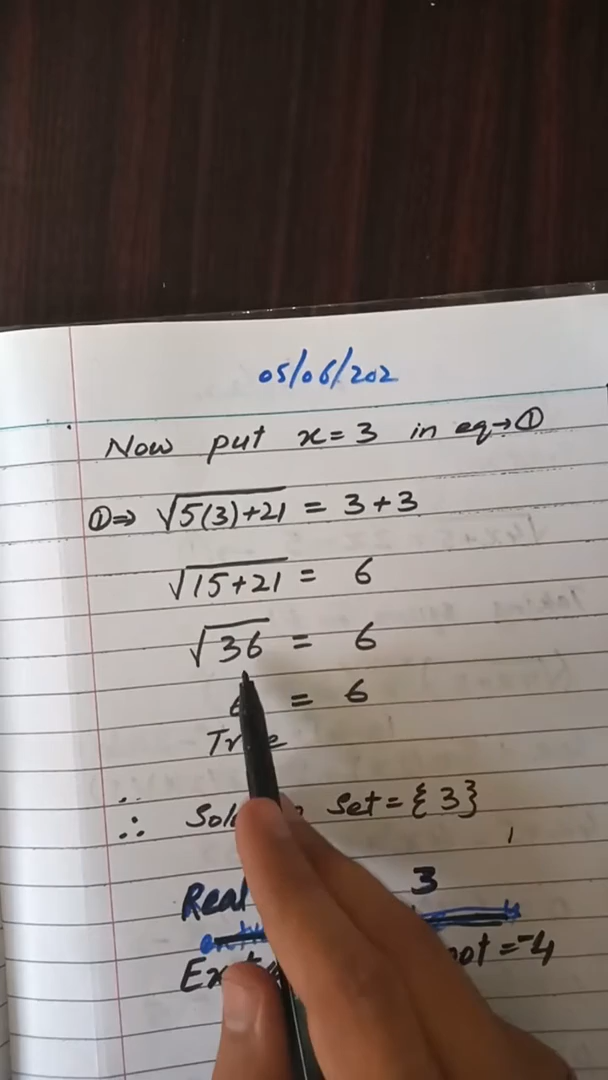 05/06/202
Now put x = 3 in eq→①
①⇒ √5(3)+21 = 3+3
√15+21 = 6
√36 = 6
= 6
∴ Set = {3}
Real 3
= -4